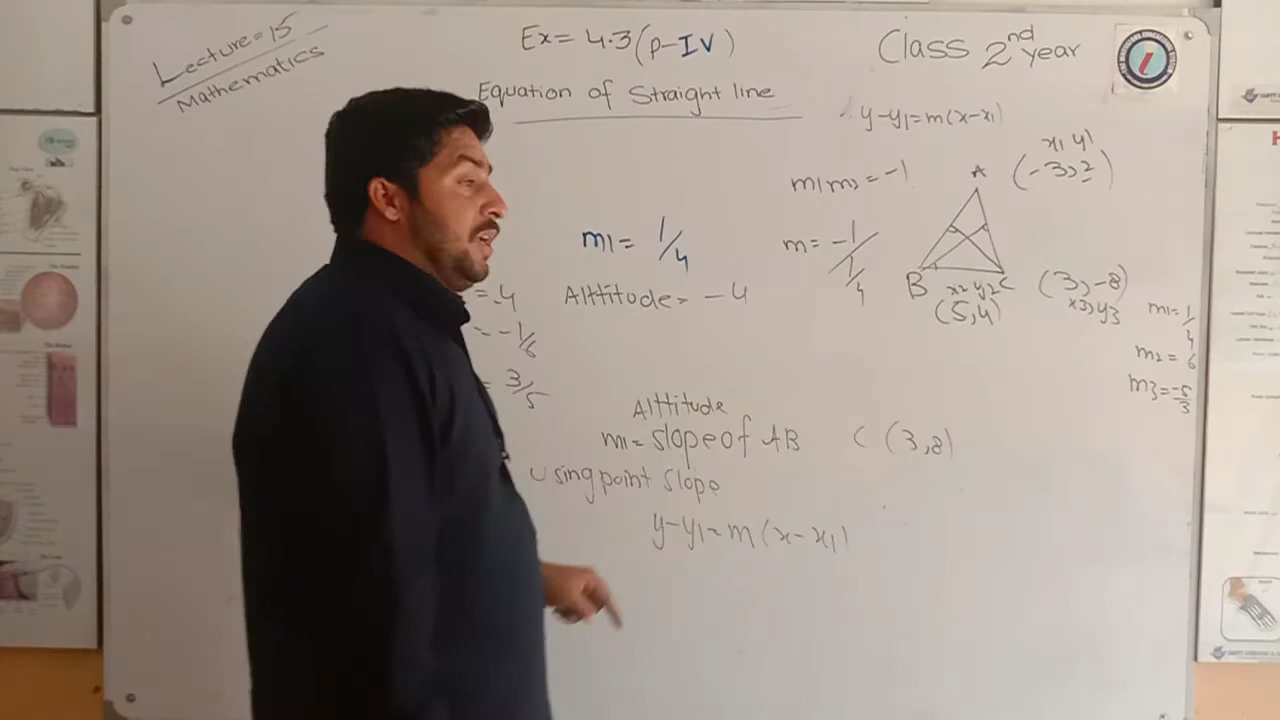 Lecture = 15
Mathematics
Ex = 4.3 (P-IV)
Class 2nd year
Equation of Straight line
y-y1=m(x-x1)
x1 y1
m1m2 = -1
A (-3, 2)
m1 = 1/4
m = -1/1/4
B x2 y2 C (3, -8)
(5, 4) x3, y3
= -4 Alttitude = -4
= -1/6
= 3/5
m1 = 1/4
m2 = 6
m3 = -5/3
Alttitude
m1 = slope of AB C (3, 8)
Using point slope
y-y1 = m (x-x1)